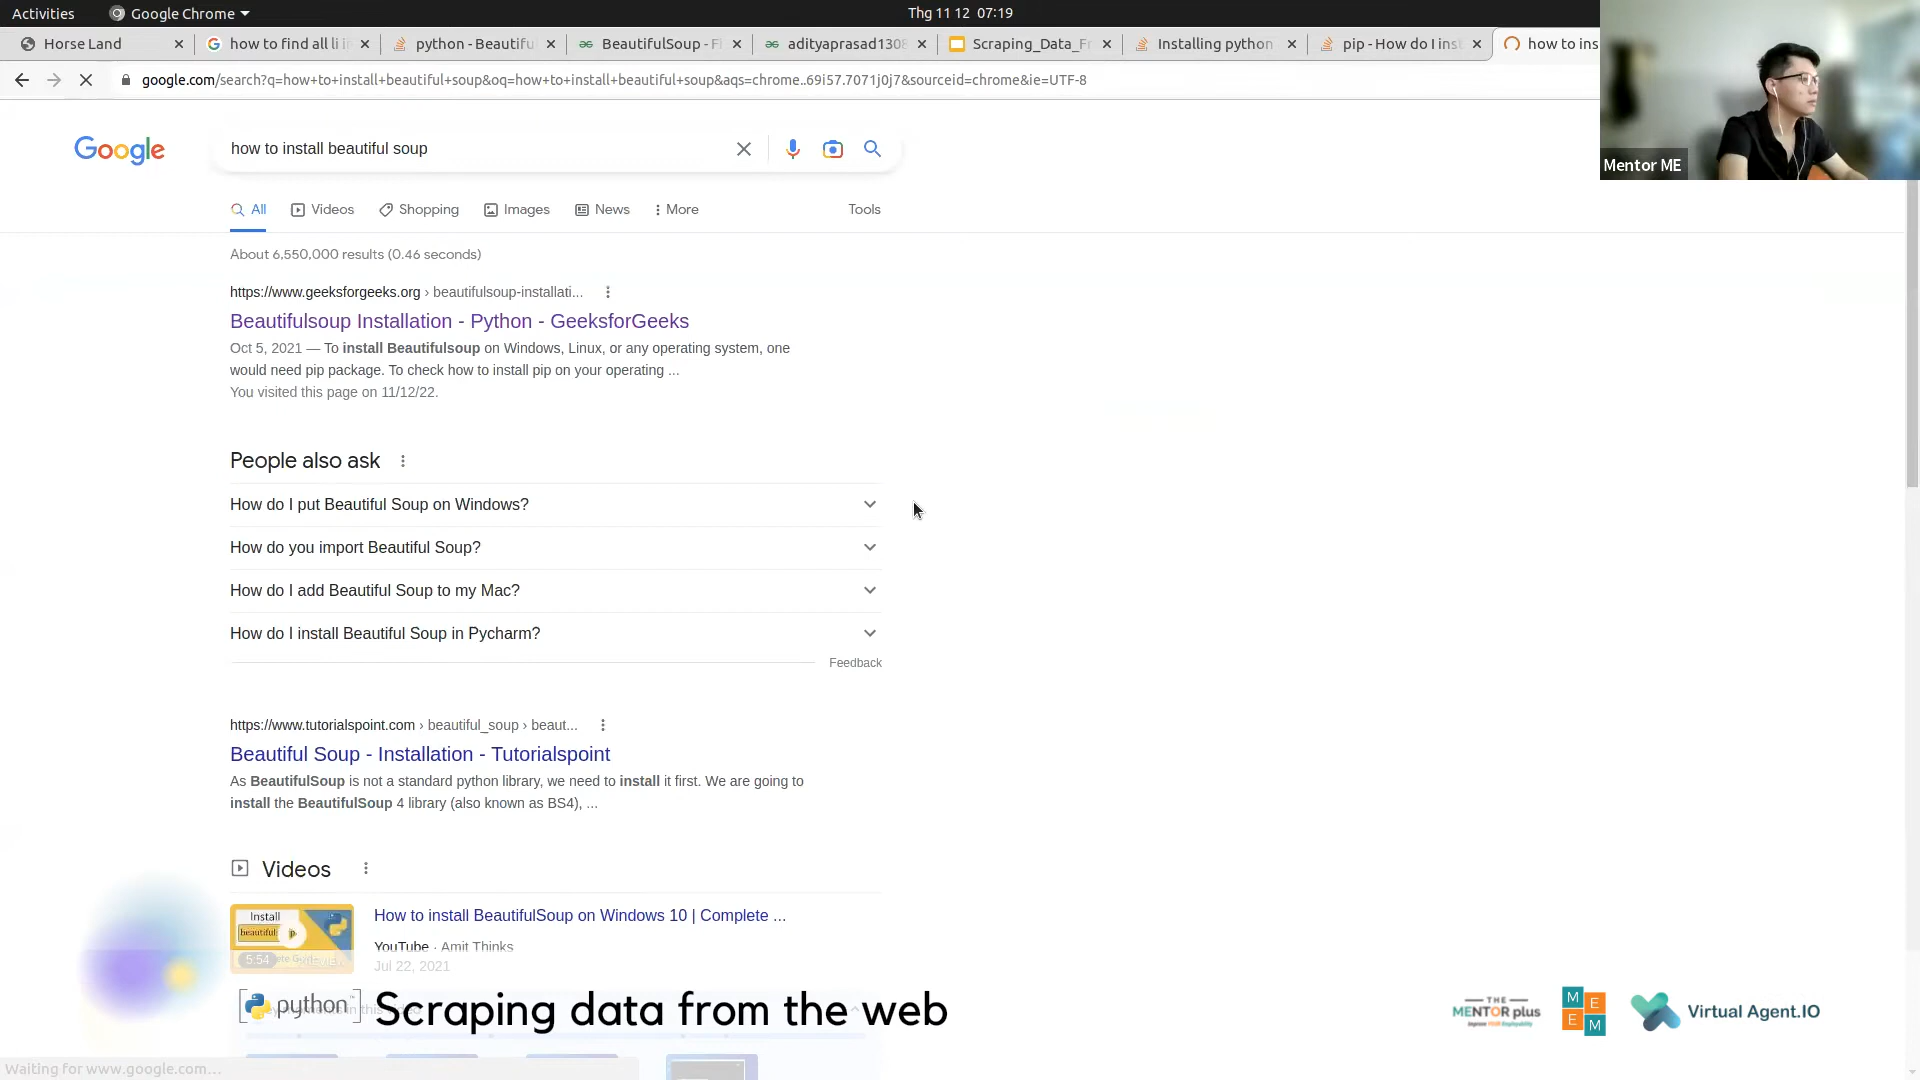 Activities
Google Chrome
Thg 11 12 07:19
Horse Land
how to find all li i
python - Beautiful
BeautifulSoup - F
adityaprasad1308
Scraping_Data_Fr
Installing python
pip - How do I inst
how to ins
google.com/search?q=how+to+install+beautiful+soup&oq=how+to+install+beautiful+soup&aqs=chrome..69i57.7071j0j7&sourceid=chrome&ie=UTF-8
Mentor ME
Google
how to install beautiful soup
All
Videos
Shopping
Images
News
More
Tools
About 6,550,000 results (0.46 seconds)
https://www.geeksforgeeks.org › beautifulsoup-installati...
Beautifulsoup Installation - Python - GeeksforGeeks
Oct 5, 2021 — To install Beautifulsoup on Windows, Linux, or any operating system, one
would need pip package. To check how to install pip on your operating ...
You visited this page on 11/12/22.
People also ask
How do I put Beautiful Soup on Windows?
How do you import Beautiful Soup?
How do I add Beautiful Soup to my Mac?
How do I install Beautiful Soup in Pycharm?
Feedback
https://www.tutorialspoint.com › beautiful_soup › beaut...
Beautiful Soup - Installation - Tutorialspoint
As BeautifulSoup is not a standard python library, we need to install it first. We are going to
install the BeautifulSoup 4 library (also known as BS4), ...
Videos
Install
beautiful
5:54
How to install BeautifulSoup on Windows 10 | Complete ...
YouTube · Amit Thinks
Jul 22, 2021
python
Scraping data from the web
THE
MENTOR plus
Improve YOUR Employability
M E
E M
Virtual Agent.IO
Waiting for www.google.com...